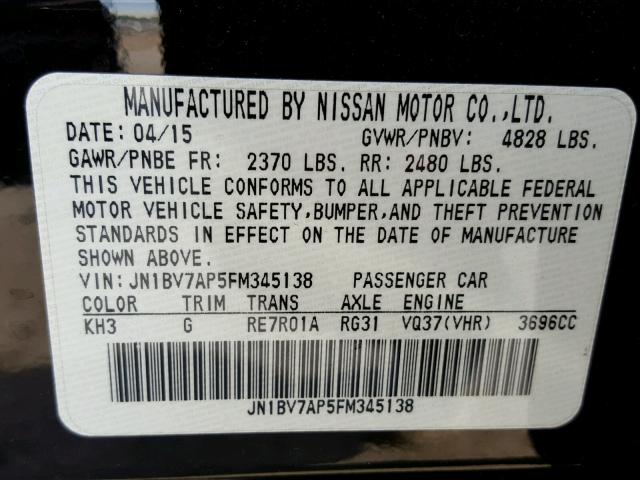 MANUFACTURED BY NISSAN MOTOR CO.,LTD.
DATE: 04/15 GVWR/PNBV: 4828 LBS.
GAWR/PNBE FR: 2370 LBS. RR: 2480 LBS.
THIS VEHICLE CONFORMS TO ALL APPLICABLE FEDERAL
MOTOR VEHICLE SAFETY,BUMPER,AND THEFT PREVENTION
STANDARDS IN EFFECT ON THE DATE OF MANUFACTURE
SHOWN ABOVE.
VIN:JN1BV7AP5FM345138 PASSENGER CAR
COLOR TRIM TRANS AXLE ENGINE
KH3 G RE7R01A RG31 VQ37(VHR) 3696CC
JN1BV7AP5FM345138